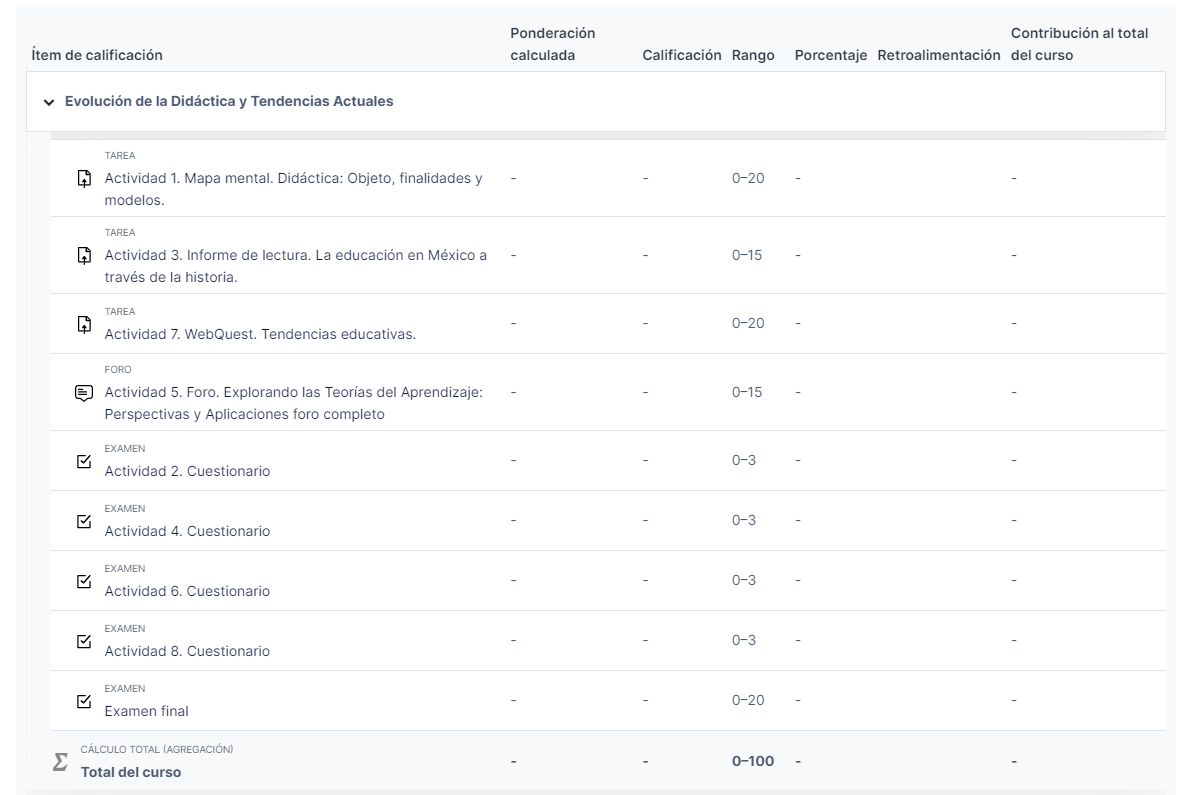 Ítem de calificación Ponderación calculada Calificación Rango Porcentaje Retroalimentación Contribución al total del curso
Evolución de la Didáctica y Tendencias Actuales
TAREA
Actividad 1. Mapa mental. Didáctica: Objeto, finalidades y - - 0–20 - -
modelos.
TAREA
Actividad 3. Informe de lectura. La educación en México a - - 0–15 - -
través de la historia.
TAREA
Actividad 7. WebQuest. Tendencias educativas. - - 0–20 - -
FORO
Actividad 5. Foro. Explorando las Teorías del Aprendizaje: - - 0–15 - -
Perspectivas y Aplicaciones foro completo
EXAMEN
Actividad 2. Cuestionario - - 0–3 - -
EXAMEN
Actividad 4. Cuestionario - - 0–3 - -
EXAMEN
Actividad 6. Cuestionario - - 0–3 - -
EXAMEN
Actividad 8. Cuestionario - - 0–3 - -
EXAMEN
Examen final - - 0–20 - -
CÁLCULO TOTAL (AGREGACIÓN)
Σ Total del curso - - 0–100 - -